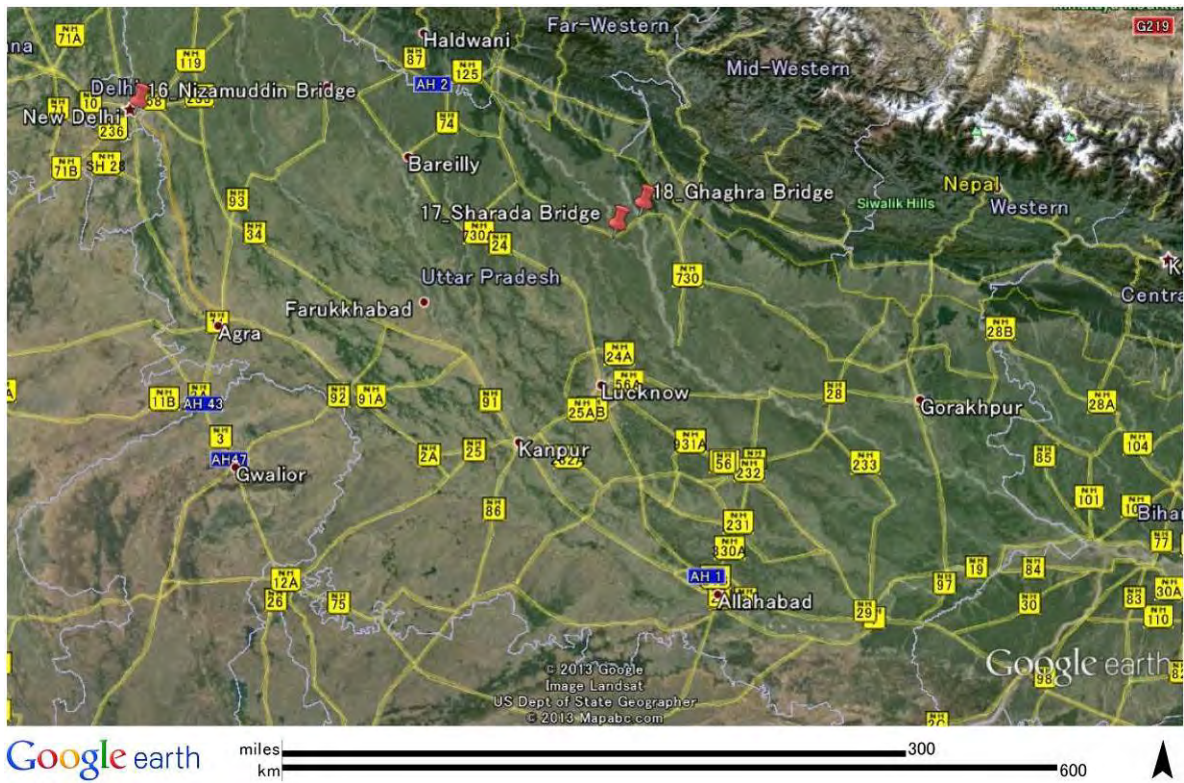 Far-Western
G219
NH 71A
Haldwani
NH 119
NH 87
NH 125
AH 2
Mid-Western
16_Nizamuddin Bridge
New Delhi
NH 10
NH 236
NH 74
NH 71B
SH 28
Bareilly
NH 93
NH 34
18_Ghaghra Bridge
17_Sharada Bridge
Nepal
Siwalik Hills
Western
NH 24
Uttar Pradesh
NH 730
Farukkhabad
Agra
NH 28B
NH 24A
NH 56A
Lucknow
NH 11B
AH 43
NH 92
NH 91A
NH 91
NH 28
Gorakhpur
NH 28A
NH 3
AH47
Gwalior
NH 2A
NH 25
Kanpur
NH 931A
NH 56
NH 232
NH 233
NH 85
NH 104
NH 101
NH 86
NH 231
NH 330A
AH 1
Allahabad
NH 12A
NH 26
NH 75
NH 29
NH 97
NH 19
NH 84
NH 30
NH 77
NH 83
NH 30A
NH 110
NH 98
© 2013 Google
Image Landsat
US Dept of State Geographer
© 2013 Mapabc.com
Google earth
Google earth
miles 300
km 600